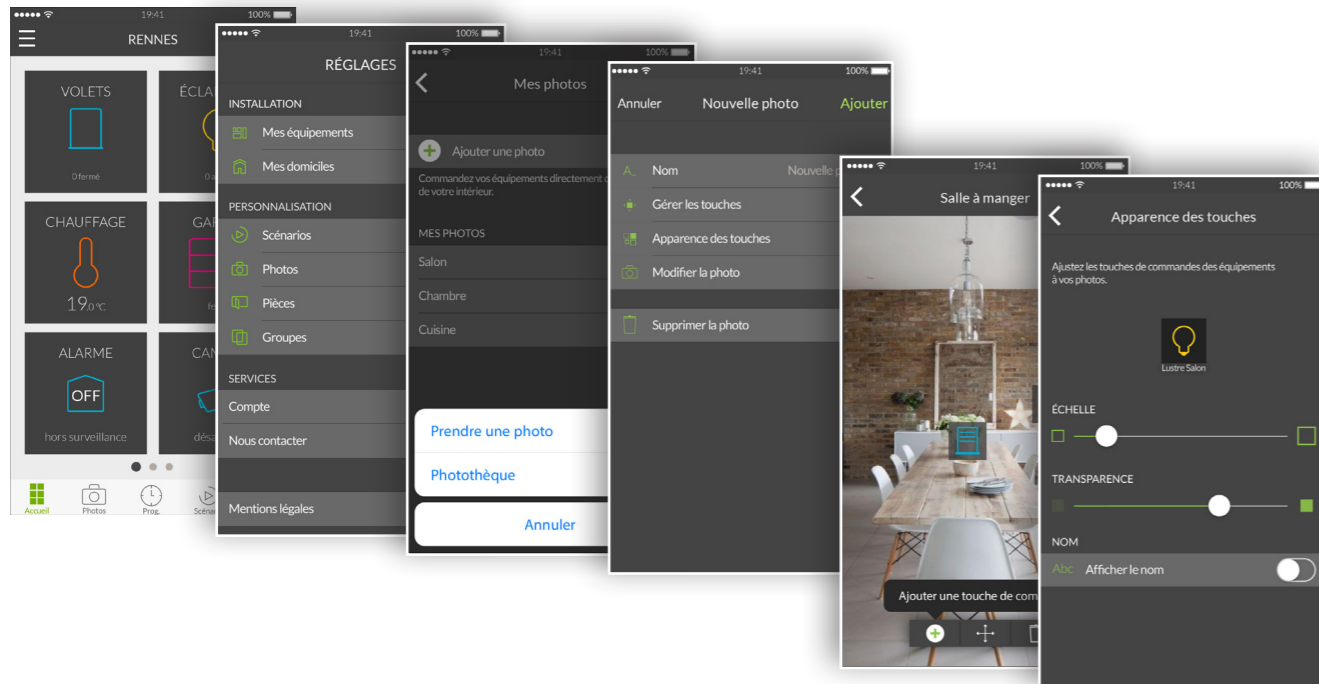 19:41
100%
RENNES
VOLETS
0 fermé
CHAUFFAGE
19.0 °C
ALARME
OFF
hors surveillance
Accueil
Photos
Prog.
19:41
100%
RÉGLAGES
INSTALLATION
Mes équipements
Mes domiciles
PERSONNALISATION
Scénarios
Photos
Pièces
Groupes
SERVICES
Compte
Nous contacter
Mentions légales
19:41
100%
Mes photos
Ajouter une photo
Commandez vos équipements directement
de votre intérieur.
MES PHOTOS
Salon
Chambre
Cuisine
Prendre une photo
Photothèque
Annuler
19:41
100%
Annuler
Nouvelle photo
Ajouter
A_ Nom
Nouvelle
Gérer les touches
Apparence des touches
Modifier la photo
Supprimer la photo
19:41
100%
Salle à manger
Ajouter une touche de com
19:41
100%
Apparence des touches
Ajustez les touches de commandes des équipements
à vos photos.
Lustre Salon
ÉCHELLE
TRANSPARENCE
NOM
Abc Afficher le nom